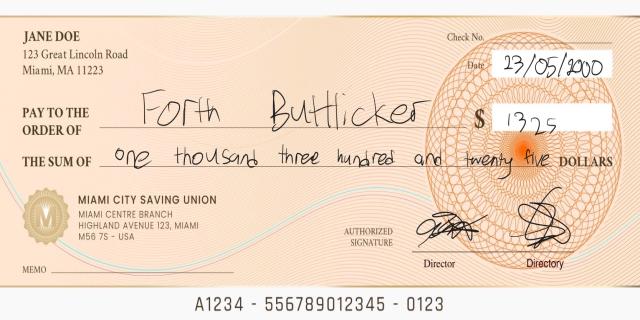 JANE DOE
Check No.
123 Great Lincoln Road
Date 23/05/2000
Miami, MA 11223
PAY TO THE
ORDER OF Forth Buttlicker $ 1325
THE SUM OF one thousand three hundred and twenty five DOLLARS
MIAMI CITY SAVING UNION
MIAMI CENTRE BRANCH
HIGHLAND AVENUE 123, MIAMI
M56 7S - USA
AUTHORIZED
SIGNATURE
Director
Directory
MEMO
A1234 - 556789012345 - 0123